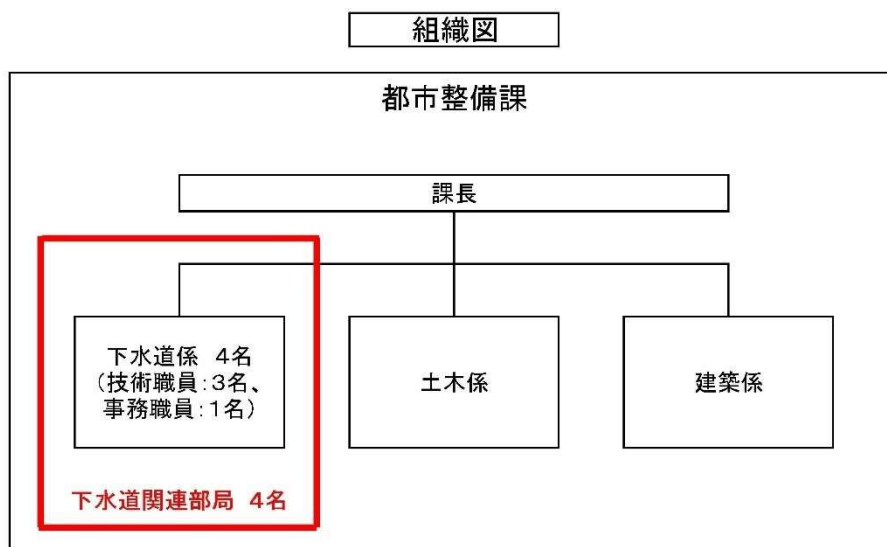 組織図
都市整備課
課長
下水道係 4名
（技術職員：3名、
事務職員：1名）
土木係
建築係
下水道関連部局 4名